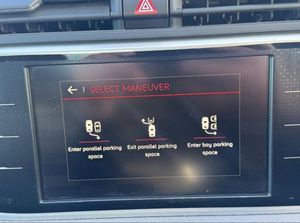 SELECT MANEUVER
Enter parallel parking
space
Exit parallel parking
space
Enter bay parking
space